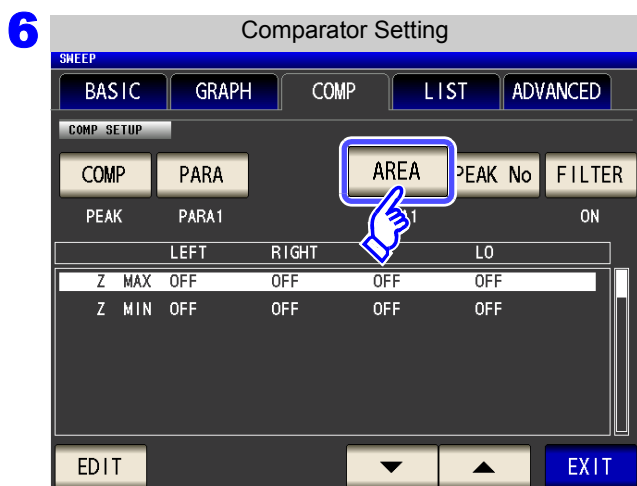 6
Comparator Setting
SWEEP
BASIC GRAPH COMP LIST ADVANCED
COMP SETUP
COMP PARA AREA PEAK No FILTER
PEAK PARA1 1 ON
LEFT RIGHT LO
Z MAX OFF OFF OFF OFF
Z MIN OFF OFF OFF OFF
EDIT ▼ ▲ EXIT